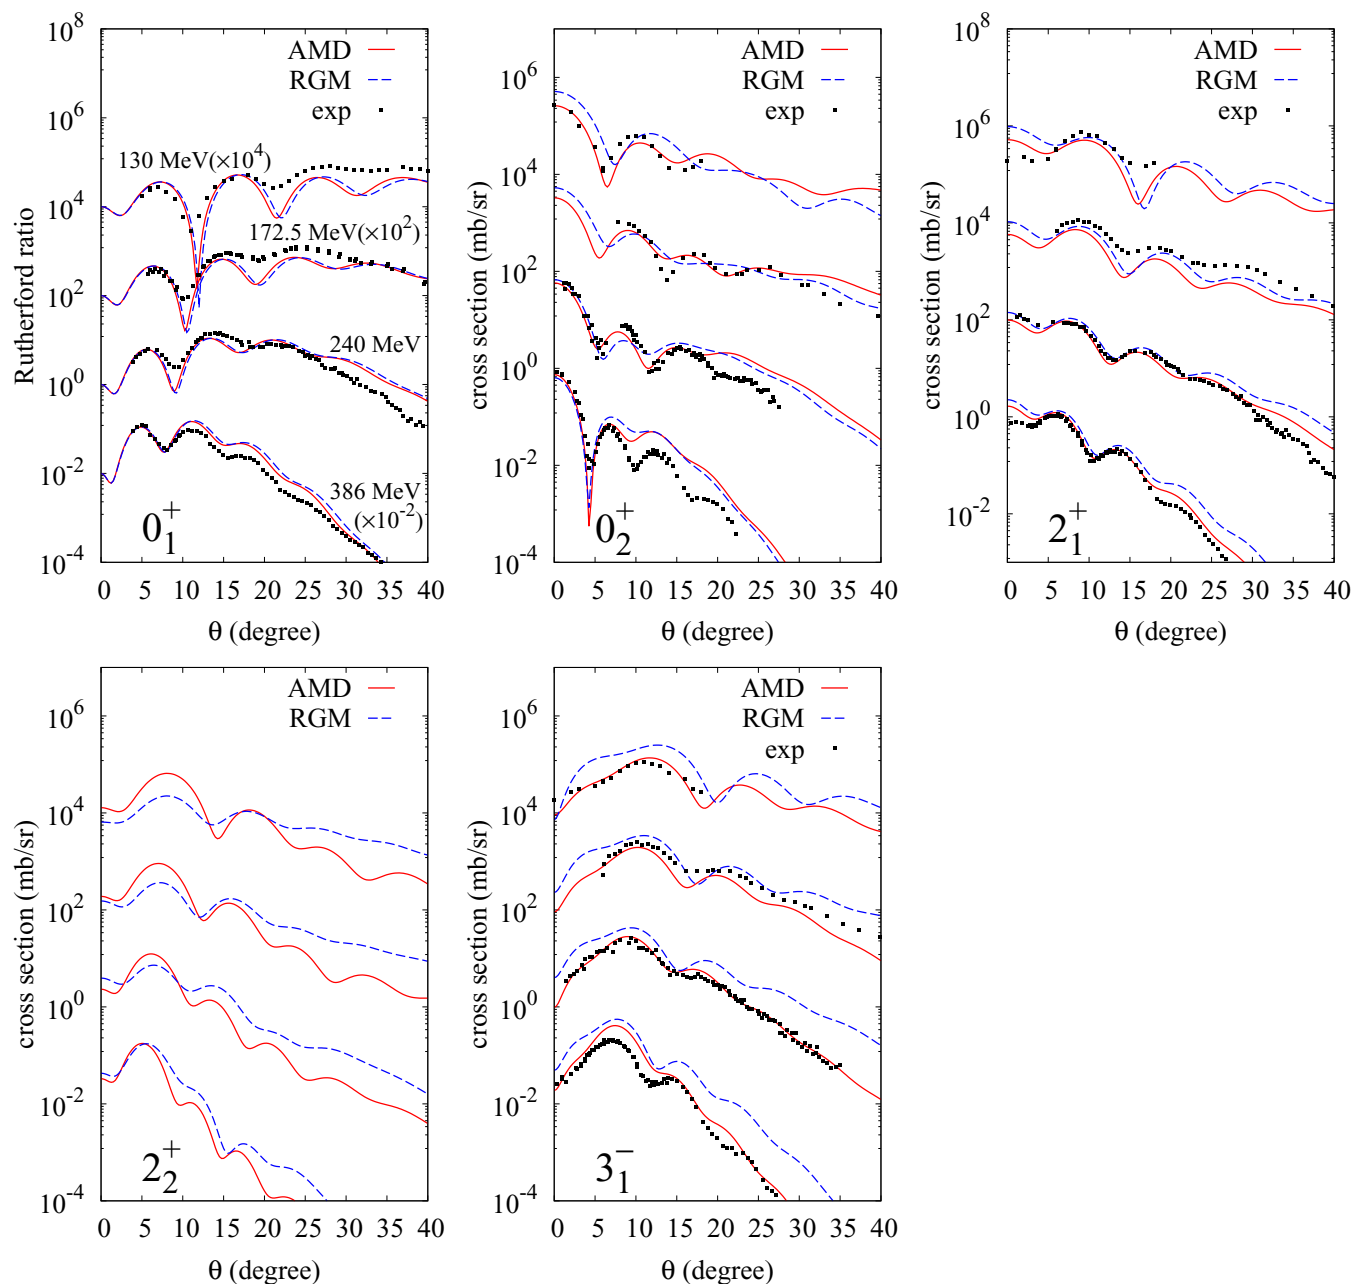 AMD
RGM
exp
130 MeV(×10^4)
172.5 MeV(×10^2)
240 MeV
386 MeV
(×10^-2)
0_1^+
Rutherford ratio
10^8
10^6
10^4
10^2
10^0
10^-2
10^-4
0 5 10 15 20 25 30 35 40
θ (degree)
AMD
RGM
exp
0_2^+
cross section (mb/sr)
10^6
10^4
10^2
10^0
10^-2
10^-4
0 5 10 15 20 25 30 35 40
θ (degree)
AMD
RGM
exp
2_1^+
cross section (mb/sr)
10^8
10^6
10^4
10^2
10^0
10^-2
0 5 10 15 20 25 30 35 40
θ (degree)
AMD
RGM
2_2^+
cross section (mb/sr)
10^6
10^4
10^2
10^0
10^-2
10^-4
0 5 10 15 20 25 30 35 40
θ (degree)
AMD
RGM
exp
3_1^-
cross section (mb/sr)
10^6
10^4
10^2
10^0
10^-2
10^-4
0 5 10 15 20 25 30 35 40
θ (degree)